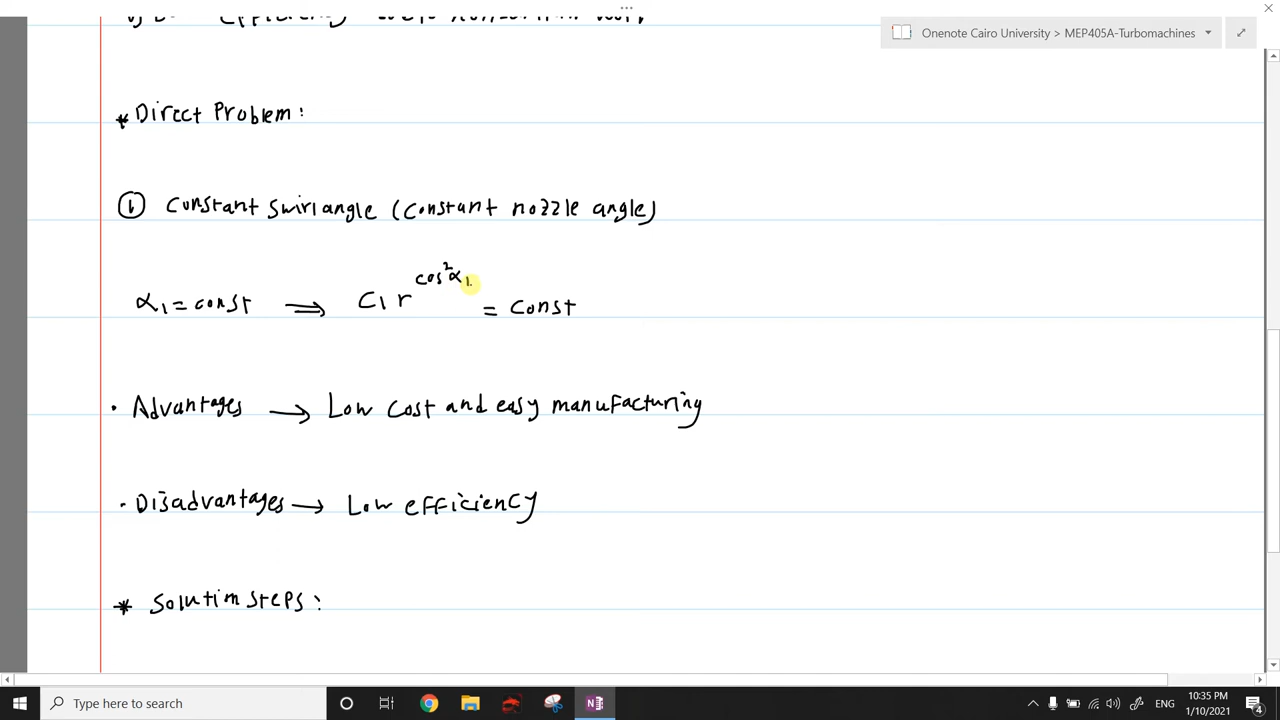 Onenote Cairo University > MEP405A-Turbomachines
* Direct Problem:
① Constant Swirl angle (Constant nozzle angle)
α₁ = const ⟹ C₁ r^cos²α₁ = Const
· Advantages → Low cost and easy manufacturing
· Disadvantages → Low efficiency
* Solution steps:
Type here to search
ENG
10:35 PM
1/10/2021
4